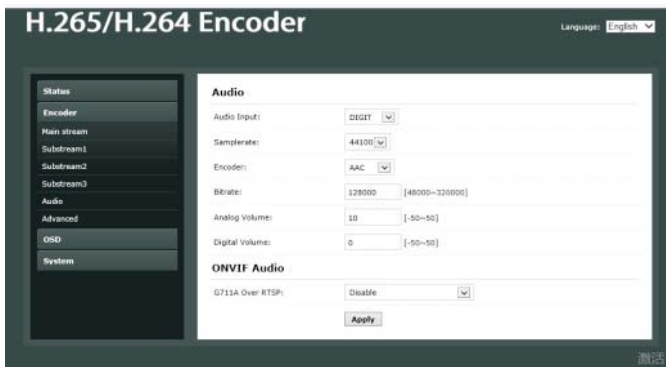 H.265/H.264 Encoder
Language: English
Status
Encoder
Main stream
Substream1
Substream2
Substream3
Audio
Advanced
OSD
System
Audio
Audio Input: DIGIT
Samplerate: 44100
Encoder: AAC
Bitrate: 128000 [48000~320000]
Analog Volume: 10 [-50~50]
Digital Volume: 0 [-50~50]
ONVIF Audio
G711A Over RTSP: Disable
Apply
激活